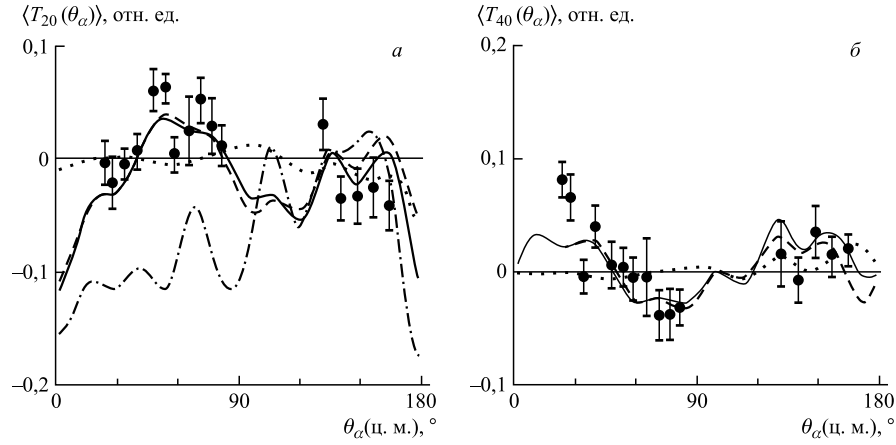 ⟨T20 (θα)⟩, отн. ед.
а
0,1
0
–0,1
–0,2
0
90
180
θα(ц. м.), °
⟨T40 (θα)⟩, отн. ед.
б
0,2
0,1
0
–0,1
0
90
180
θα(ц. м.), °